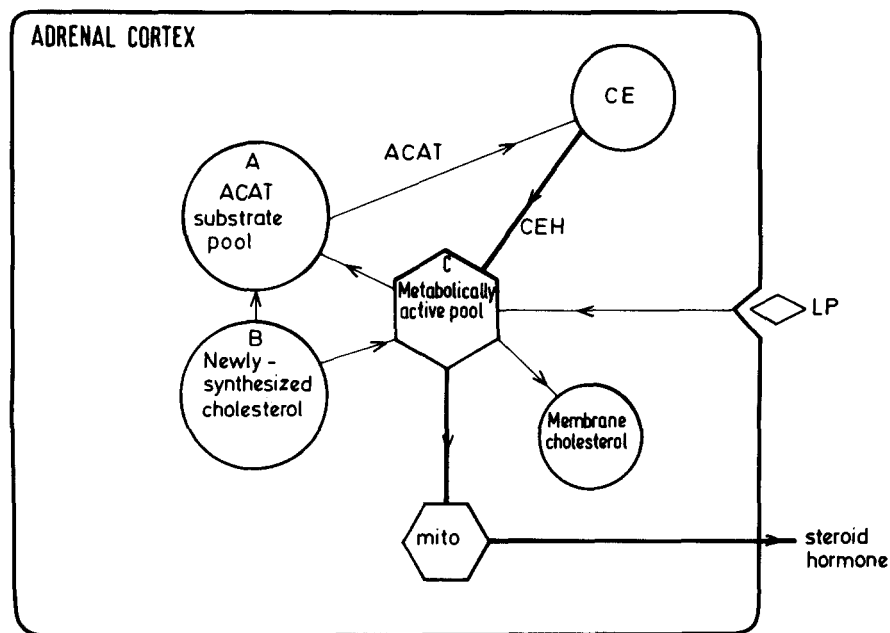 ADRENAL CORTEX
CE
ACAT
A
ACAT
substrate
pool
CEH
C
Metabolically
active pool
LP
B
Newly-
synthesized
cholesterol
Membrane
cholesterol
mito
steroid
hormone